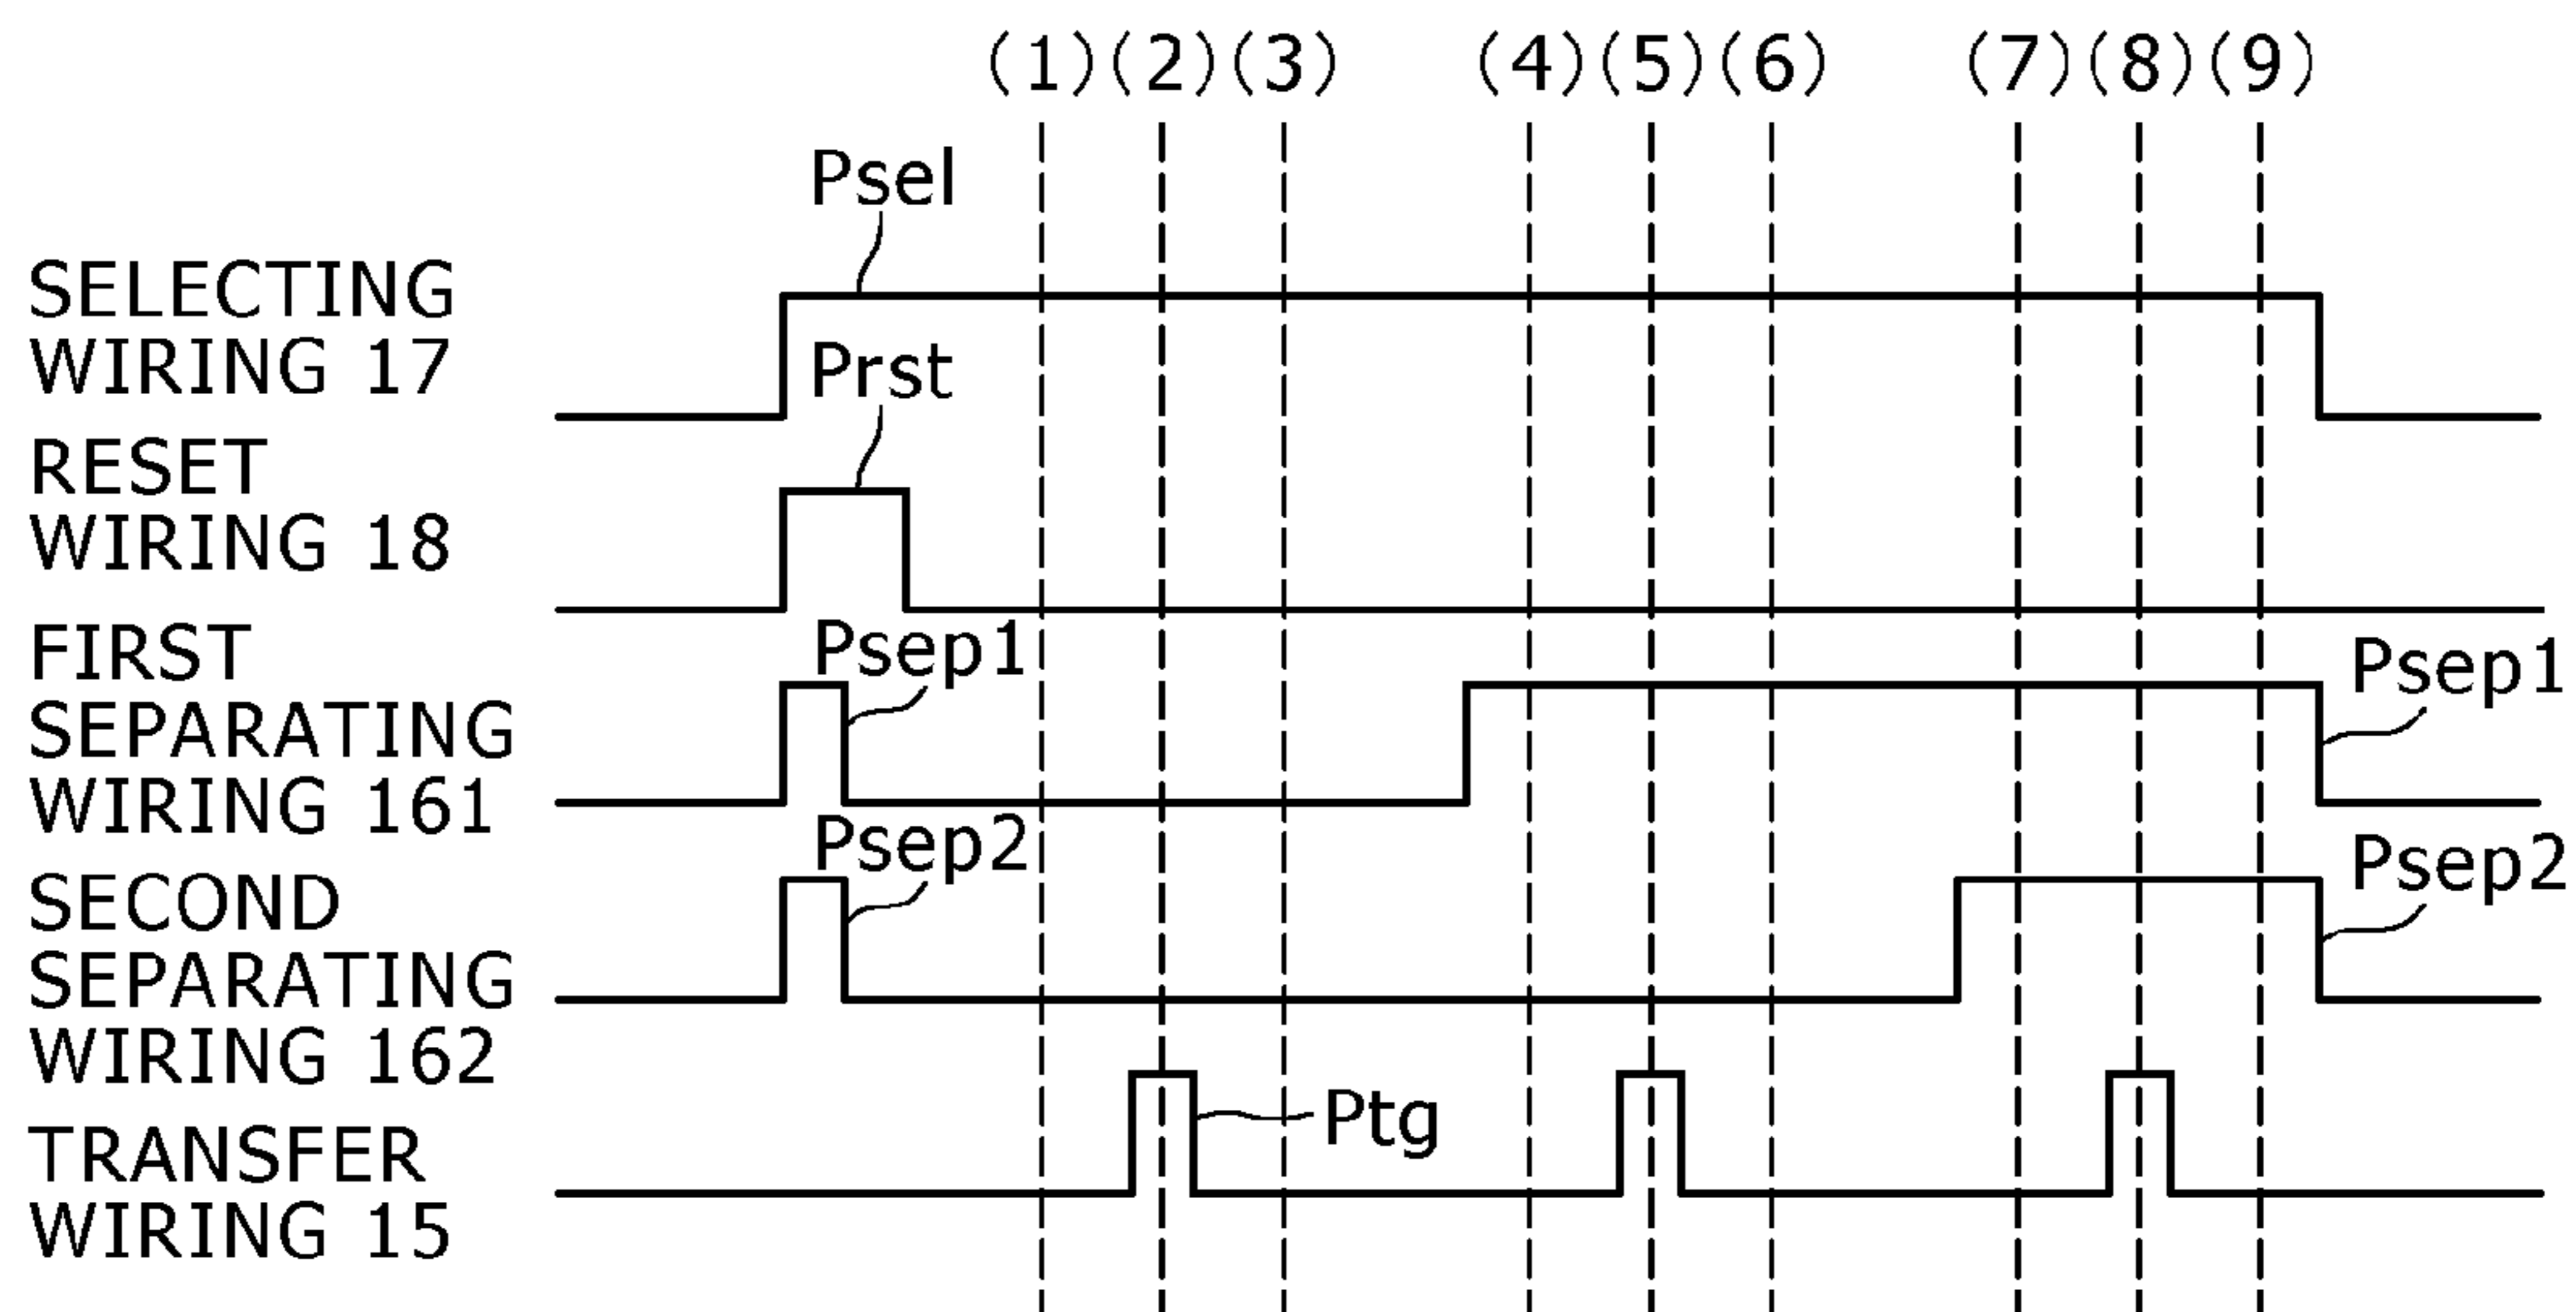 (1)(2)(3) (4)(5)(6) (7)(8)(9)
Psel
SELECTING
WIRING 17
Prst
RESET
WIRING 18
Psep1
FIRST
SEPARATING
WIRING 161
Psep1
Psep2
SECOND
SEPARATING
WIRING 162
Psep2
Ptg
TRANSFER
WIRING 15